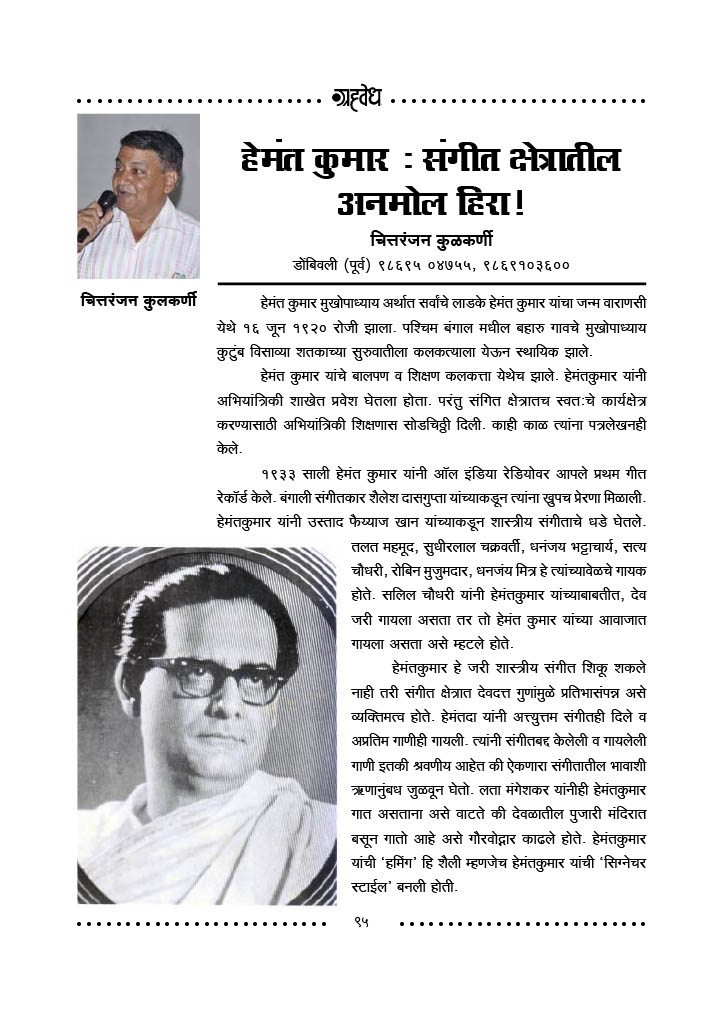 ग्रहवेध
हेमंत कुमार : संगीत क्षेत्रातील
अनमोल हिरा!
चित्तरंजन कुळकर्णी
डोंबिवली (पूर्व) ९८६९५ ०४७५५, ९८६९१०३६००
चित्तरंजन कुलकर्णी
हेमंत कुमार मुखोपाध्याय अर्थात सर्वांचे लाडके हेमंत कुमार यांचा जन्म वाराणसी
येथे १६ जून १९२० रोजी झाला. पश्चिम बंगाल मधील बहारु गावचे मुखोपाध्याय
कुटुंब विसाव्या शतकाच्या सुरुवातीला कलकत्याला येऊन स्थायिक झाले.
हेमंत कुमार यांचे बालपण व शिक्षण कलकत्ता येथेच झाले. हेमंतकुमार यांनी
अभियांत्रिकी शाखेत प्रवेश घेतला होता. परंतु संगित क्षेत्रातच स्वतःचे कार्यक्षेत्र
करण्यासाठी अभियांत्रिकी शिक्षणास सोडचिठ्ठी दिली. काही काळ त्यांना पत्रलेखनही
केले.
१९३३ साली हेमंत कुमार यांनी ऑल इंडिया रेडियोवर आपले प्रथम गीत
रेकॉर्ड केले. बंगाली संगीतकार शैलेश दासगुप्ता यांच्याकडून त्यांना खुपच प्रेरणा मिळाली.
हेमंतकुमार यांनी उस्ताद फैय्याज खान यांच्याकडून शास्त्रीय संगीताचे धडे घेतले.
तलत महमूद, सुधीरलाल चक्रवर्ती, धनंजय भट्टाचार्य, सत्य
चौधरी, रोबिन मुजुमदार, धनजंय मित्र हे त्यांच्यावेळचे गायक
होते. सलिल चौधरी यांनी हेमंतकुमार यांच्याबाबतीत, देव
जरी गायला असता तर तो हेमंत कुमार यांच्या आवाजात
गायला असता असे म्हटले होते.
हेमंतकुमार हे जरी शास्त्रीय संगीत शिकू शकले
नाही तरी संगीत क्षेत्रात देवदत्त गुणांमुळे प्रतिभासंपन्न असे
व्यक्तिमत्व होते. हेमंतदा यांनी अत्त्युत्तम संगीतही दिले व
अप्रतिम गाणीही गायली. त्यांनी संगीतबद्द केलेली व गायलेली
गाणी इतकी श्रवणीय आहेत की ऐकणारा संगीतातील भावाशी
ऋणानुंबध जुळवून घेतो. लता मंगेशकर यांनीही हेमंतकुमार
गात असताना असे वाटते की देवळातील पुजारी मंदिरात
बसून गातो आहे असे गौरवोद्गार काढले होते. हेमंतकुमार
यांची ‘हमिंग’ हि शैली म्हणजेच हेमंतकुमार यांची ‘सिग्नेचर
स्टाईल’ बनली होती.
९५